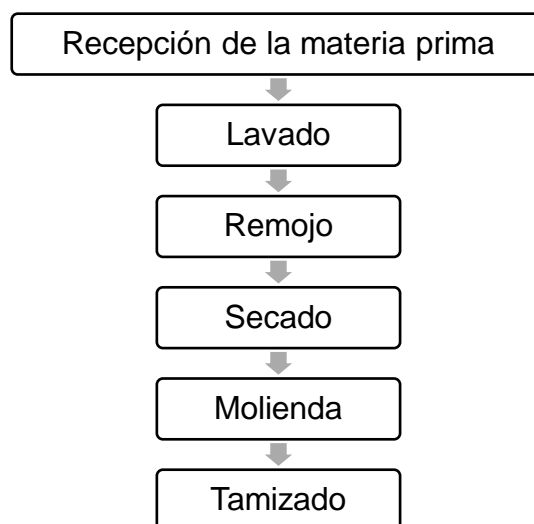 Recepción de la materia prima
Lavado
Remojo
Secado
Molienda
Tamizado